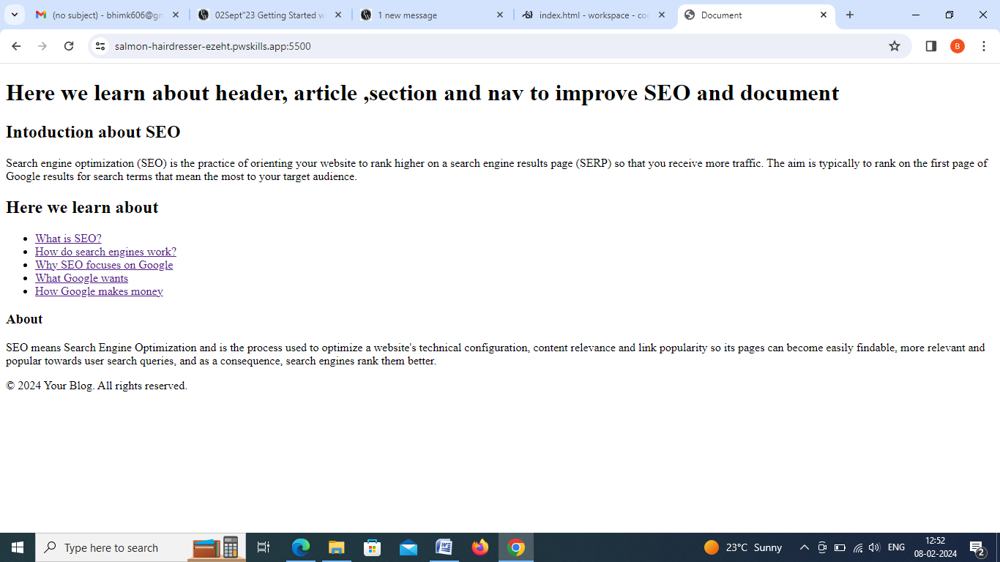 (no subject) - bhimk606@gm
02Sept"23 Getting Started w
1 new message
index.html - workspace - co
Document
salmon-hairdresser-ezeht.pwskills.app:5500
B
Here we learn about header, article ,section and nav to improve SEO and document
Intoduction about SEO
Search engine optimization (SEO) is the practice of orienting your website to rank higher on a search engine results page (SERP) so that you receive more traffic. The aim is typically to rank on the first page of
Google results for search terms that mean the most to your target audience.
Here we learn about
What is SEO?
How do search engines work?
Why SEO focuses on Google
What Google wants
How Google makes money
About
SEO means Search Engine Optimization and is the process used to optimize a website's technical configuration, content relevance and link popularity so its pages can become easily findable, more relevant and
popular towards user search queries, and as a consequence, search engines rank them better.
© 2024 Your Blog. All rights reserved.
Type here to search
23°C Sunny
ENG
12:52
08-02-2024
2